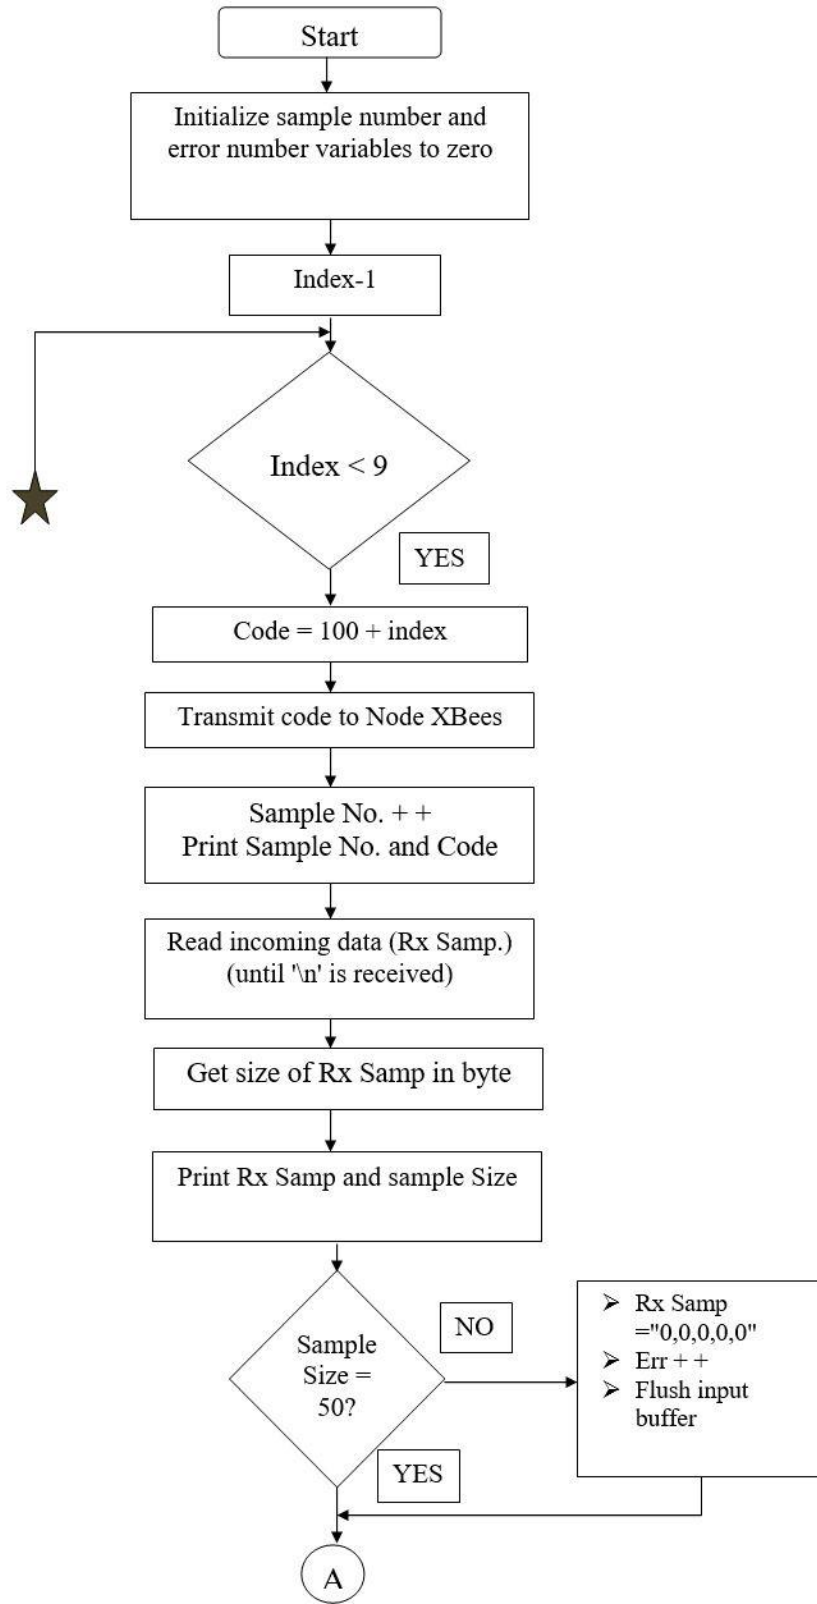 Start
Initialize sample number and
error number variables to zero
Index-1
Index < 9
YES
Code = 100 + index
Transmit code to Node XBees
Sample No. + +
Print Sample No. and Code
Read incoming data (Rx Samp.)
(until '\n' is received)
Get size of Rx Samp in byte
Print Rx Samp and sample Size
Sample
Size =
50?
NO
➢ Rx Samp
="0,0,0,0,0"
➢ Err + +
➢ Flush input
buffer
YES
A